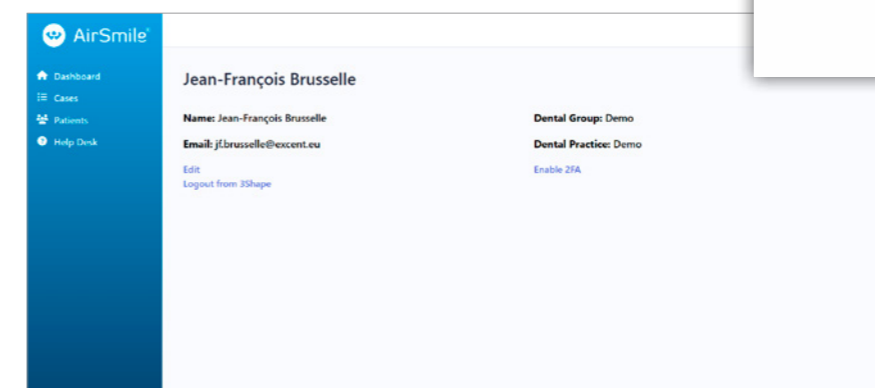 AirSmile®
Dashboard
Cases
Patients
Help Desk
Jean-François Brusselle
Name: Jean-François Brusselle
Dental Group: Demo
Email: jf.brusselle@excent.eu
Dental Practice: Demo
Edit
Enable 2FA
Logout from 3Shape